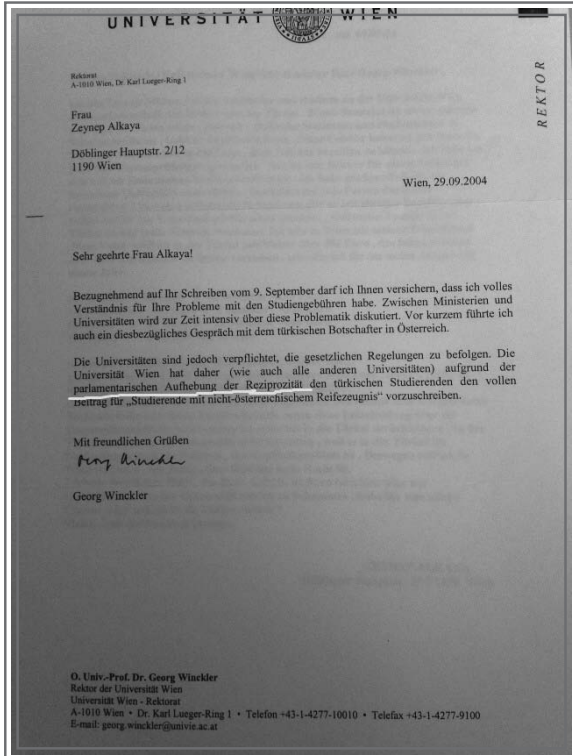 UNIVERSITÄT WIEN
REKTOR
Rektorat
A-1010 Wien, Dr. Karl Lueger-Ring 1
Frau
Zeynep Alkaya
Döblinger Hauptstr. 2/12
1190 Wien
Wien, 29.09.2004
Sehr geehrte Frau Alkaya!
Bezugnehmend auf Ihr Schreiben vom 9. September darf ich Ihnen versichern, dass ich volles
Verständnis für Ihre Probleme mit den Studiengebühren habe. Zwischen Ministerien und
Universitäten wird zur Zeit intensiv über diese Problematik diskutiert. Vor kurzem führte ich
auch ein diesbezügliches Gespräch mit dem türkischen Botschafter in Österreich.
Die Universitäten sind jedoch verpflichtet, die gesetzlichen Regelungen zu befolgen. Die
Universität Wien hat daher (wie auch alle anderen Universitäten) aufgrund der
parlamentarischen Aufhebung der Reziprozität den türkischen Studierenden den vollen
Beitrag für „Studierende mit nicht-österreichischem Reifezeugnis“ vorzuschreiben.
Mit freundlichen Grüßen
Georg Winckler
Georg Winckler
O. Univ.-Prof. Dr. Georg Winckler
Rektor der Universität Wien
Universität Wien - Rektorat
A-1010 Wien • Dr. Karl Lueger-Ring 1 • Telefon +43-1-4277-10010 • Telefax +43-1-4277-9100
E-mail: georg.winckler@univie.ac.at